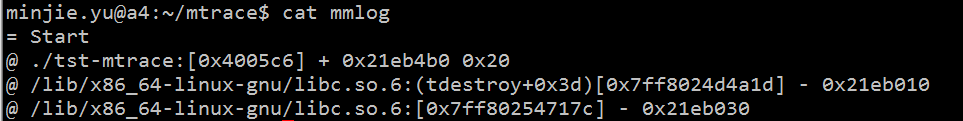 minjie.yu@a4:~/mtrace$ cat mmlog
= Start
@ ./tst-mtrace:[0x4005c6] + 0x21eb4b0 0x20
@ /lib/x86_64-linux-gnu/libc.so.6:(tdestroy+0x3d)[0x7ff8024d4a1d] - 0x21eb010
@ /lib/x86_64-linux-gnu/libc.so.6:[0x7ff80254717c] - 0x21eb030